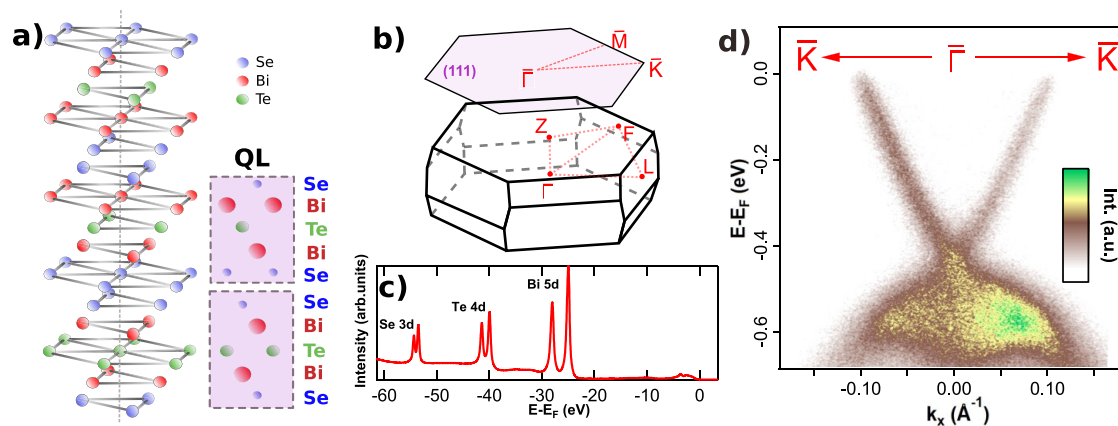 a)
Se
Bi
Te
QL
Se
Bi
Te
Bi
Se
Se
Bi
Te
Bi
Se
b)
(111)
Γ̅
M̅
K̅
Z
F
Γ
L
c)
Intensity (arb.units)
Se 3d
Te 4d
Bi 5d
-60 -50 -40 -30 -20 -10 0
E-E_F (eV)
d)
K̅ Γ̅ K̅
E-E_F (eV)
0.0
-0.2
-0.4
-0.6
Int. (a.u.)
-0.10 0.00 0.10
k_x (Å⁻¹)